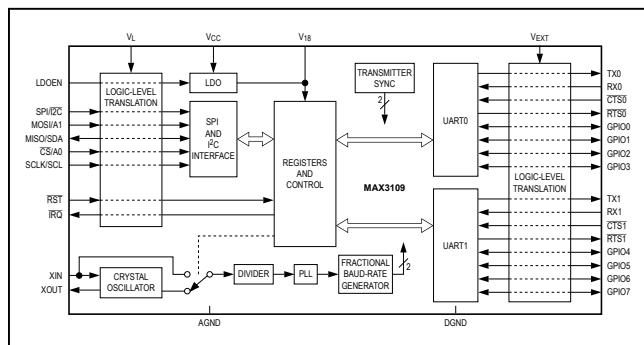 VL
VCC
V18
VEXT
LDOEN
SPI/I2C
MOSI/A1
MISO/SDA
CS/A0
SCLK/SCL
RST
IRQ
XIN
XOUT
LOGIC-LEVEL
TRANSLATION
LDO
SPI
AND
I2C
INTERFACE
CRYSTAL
OSCILLATOR
DIVIDER
PLL
FRACTIONAL
BAUD-RATE
GENERATOR
2
REGISTERS
AND
CONTROL
TRANSMITTER
SYNC
2
MAX3109
UART0
UART1
LOGIC-LEVEL
TRANSLATION
TX0
RX0
CTS0
RTS0
GPIO0
GPIO1
GPIO2
GPIO3
TX1
RX1
CTS1
RTS1
GPIO4
GPIO5
GPIO6
GPIO7
AGND
DGND